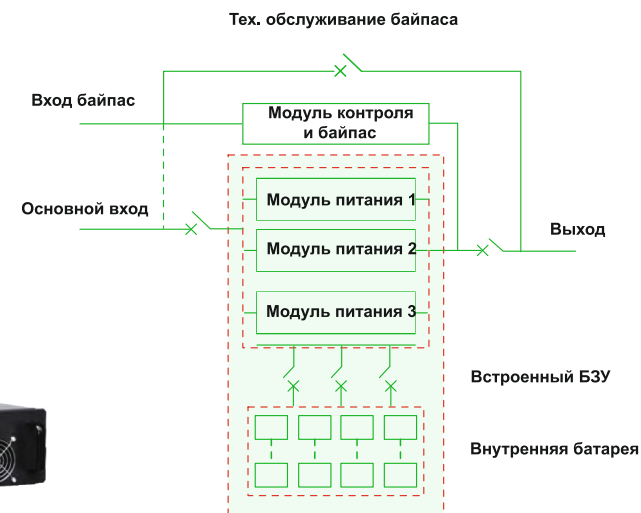 Тех. обслуживание байпаса
Вход байпас
Модуль контроля
и байпас
Модуль питания 1
Основной вход
Модуль питания 2
Выход
Модуль питания 3
Встроенный БЗУ
Внутренняя батарея